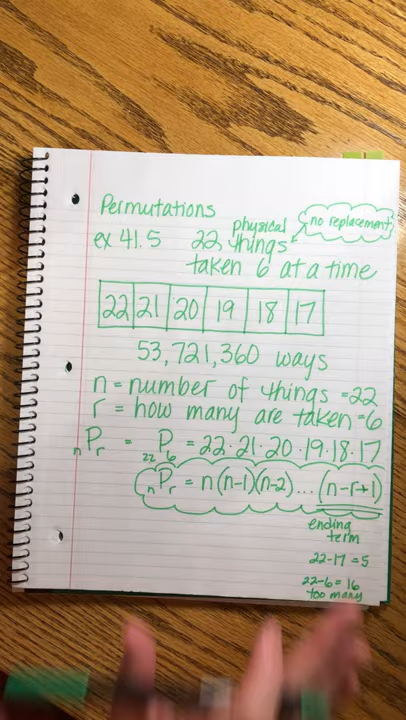 Permutations
no replacement
physical
ex 41.5 22 things
taken 6 at a time
22 21 20 19 18 17
53,721,360 ways
n = number of things = 22
r = how many are taken = 6
nPr = 22P6 = 22·21·20·19·18·17
nPr = n(n-1)(n-2)...(n-r+1)
ending
term
22-17 = 5
22-6 = 16
too many